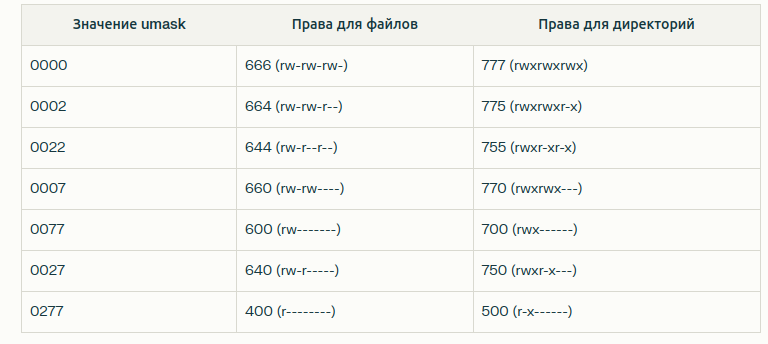 Значение umask Права для файлов Права для директорий
0000 666 (rw-rw-rw-) 777 (rwxrwxrwx)
0002 664 (rw-rw-r--) 775 (rwxrwxr-x)
0022 644 (rw-r--r--) 755 (rwxr-xr-x)
0007 660 (rw-rw----) 770 (rwxrwx---)
0077 600 (rw-------) 700 (rwx------)
0027 640 (rw-r-----) 750 (rwxr-x---)
0277 400 (r--------) 500 (r-x------)